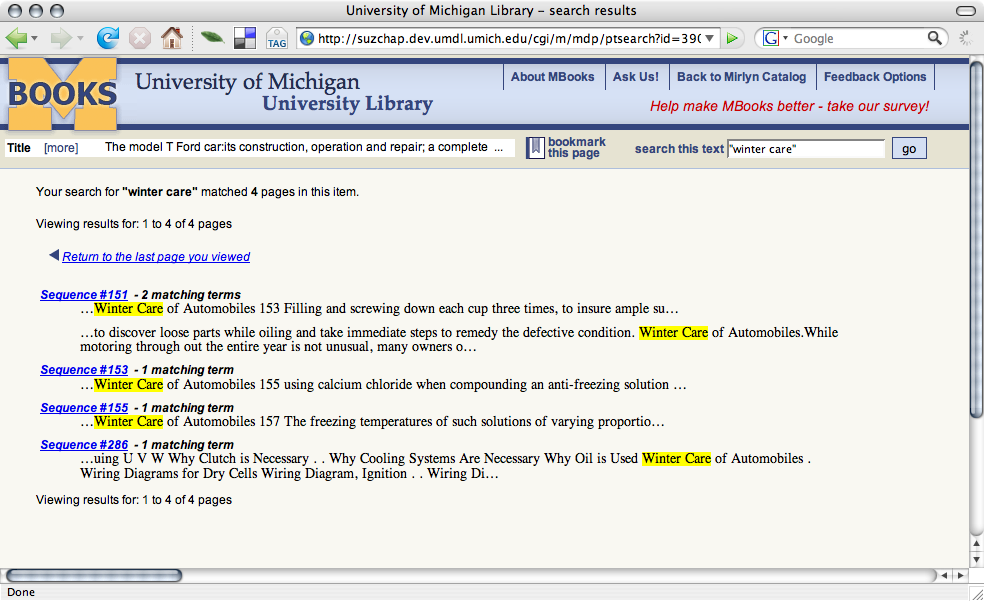 University of Michigan Library – search results
TAG
http://suzchap.dev.umdl.umich.edu/cgi/m/mdp/ptsearch?id=390
G Google
M BOOKS
University of Michigan
University Library
About MBooks
Ask Us!
Back to Mirlyn Catalog
Feedback Options
Help make MBooks better - take our survey!
Title [more] The model T Ford car:its construction, operation and repair; a complete ...
bookmark
this page
search this text "winter care" go
Your search for "winter care" matched 4 pages in this item.
Viewing results for: 1 to 4 of 4 pages
Return to the last page you viewed
Sequence #151 - 2 matching terms
…Winter Care of Automobiles 153 Filling and screwing down each cup three times, to insure ample su…
…to discover loose parts while oiling and take immediate steps to remedy the defective condition. Winter Care of Automobiles.While
motoring through out the entire year is not unusual, many owners o…
Sequence #153 - 1 matching term
…Winter Care of Automobiles 155 using calcium chloride when compounding an anti-freezing solution …
Sequence #155 - 1 matching term
…Winter Care of Automobiles 157 The freezing temperatures of such solutions of varying proportio…
Sequence #286 - 1 matching term
…uing U V W Why Clutch is Necessary . . Why Cooling Systems Are Necessary Why Oil is Used Winter Care of Automobiles .
Wiring Diagrams for Dry Cells Wiring Diagram, Ignition . . Wiring Di…
Viewing results for: 1 to 4 of 4 pages
Done